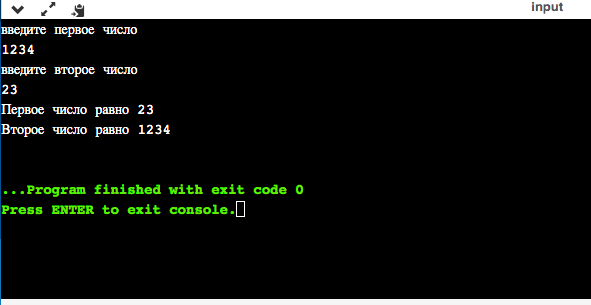 input
введите первое число
1234
введите второе число
23
Первое число равно 23
Второе число равно 1234
...Program finished with exit code 0
Press ENTER to exit console.